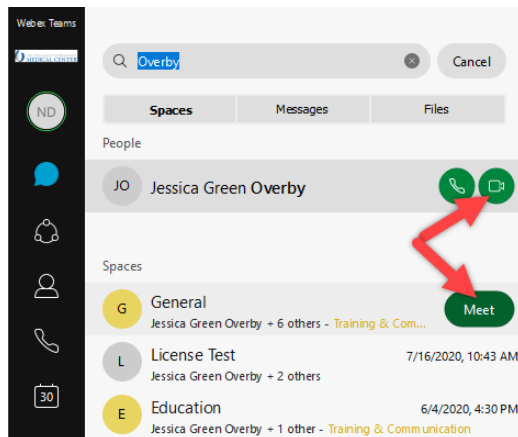 Webex Teams
MEDICAL CENTER
Overby
Cancel
ND
Spaces
Messages
Files
People
JO
Jessica Green Overby
Spaces
G
General
Jessica Green Overby + 6 others - Training & Com...
Meet
L
License Test
7/16/2020, 10:43 AM
Jessica Green Overby + 2 others
30
E
Education
6/4/2020, 4:30 PM
Jessica Green Overby + 1 other - Training & Communication